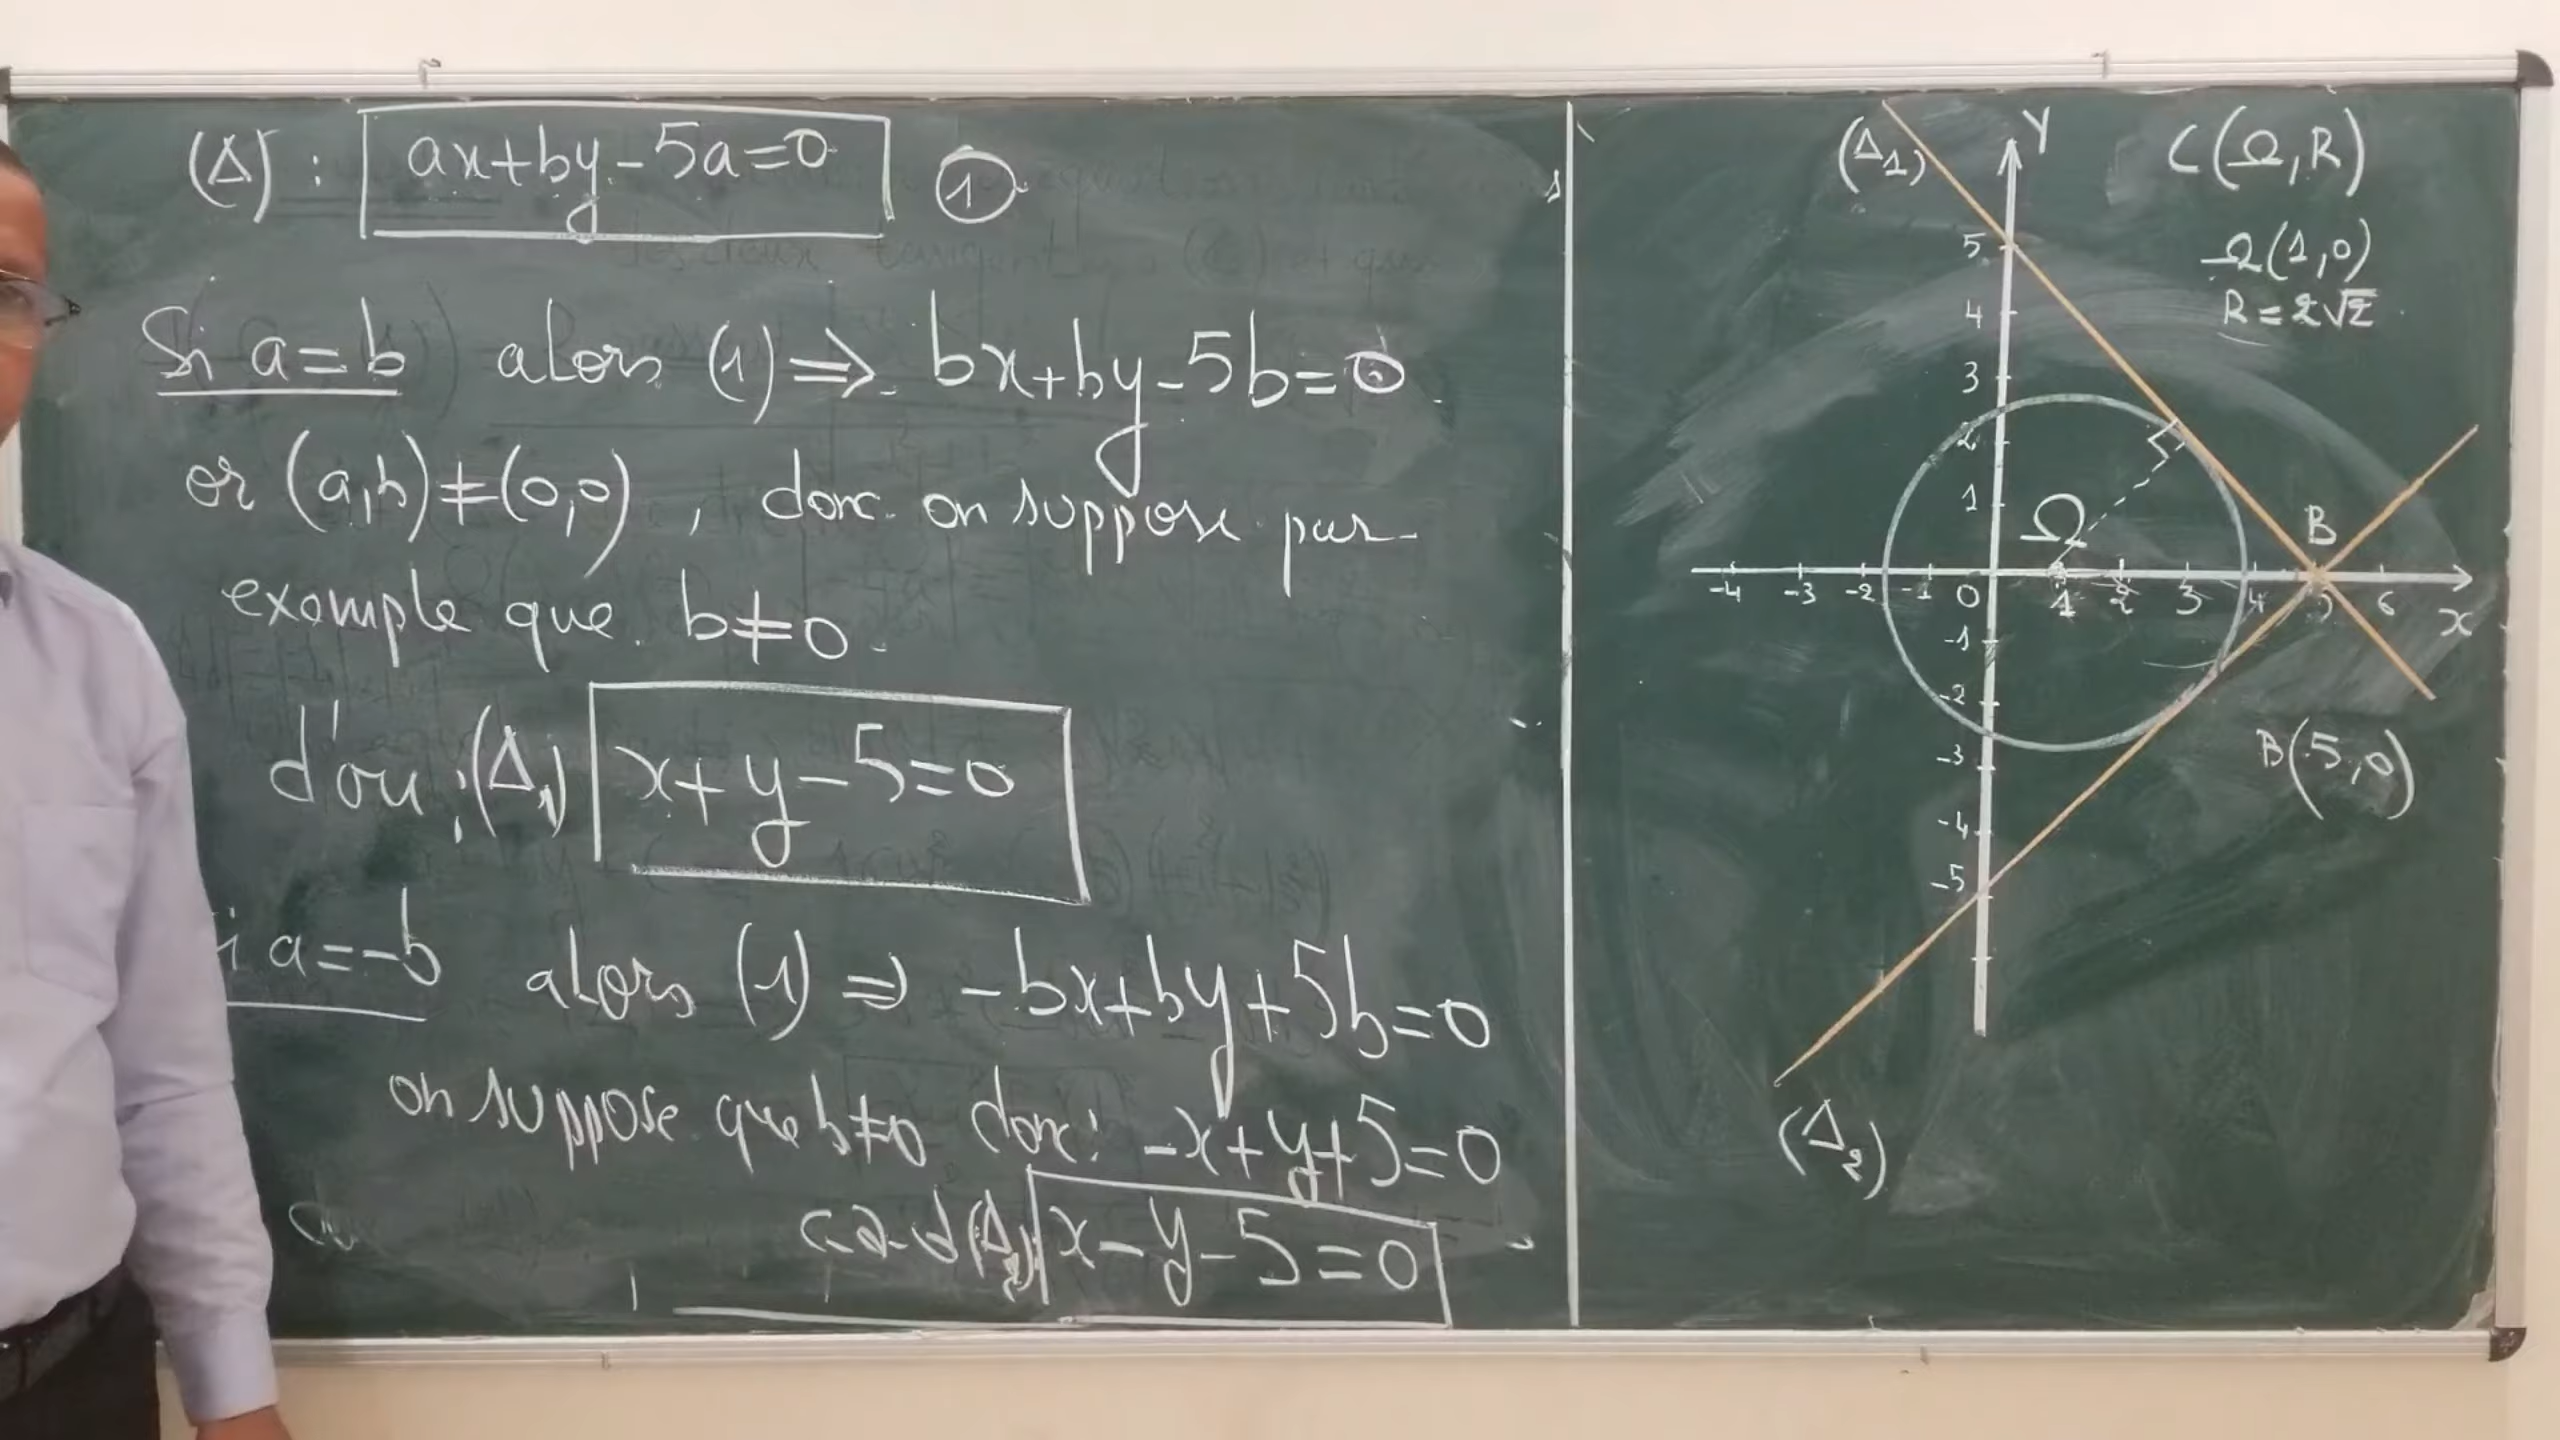 (Δ) : ax+by-5a=0 ①
Si a=b alors (1) ⇒ bx+by-5b=0
or (a,b)≠(0,0), donc on suppose par
exemple que b≠0.
d'ou : (Δ1) x+y-5=0
i a=-b alors (1) ⇒ -bx+by+5b=0
on suppose que b≠0 donc: -x+y+5=0
c-à-d (Δ2): x-y-5=0
(Δ1) Y C(Ω,R)
Ω(1,0)
R=2√2
5
4
3
2
1
Ω B
-4 -3 -2 -1 0 1 2 3 4 5 6 x
-1
-2
-3
-4
-5
B(5,0)
(Δ2)